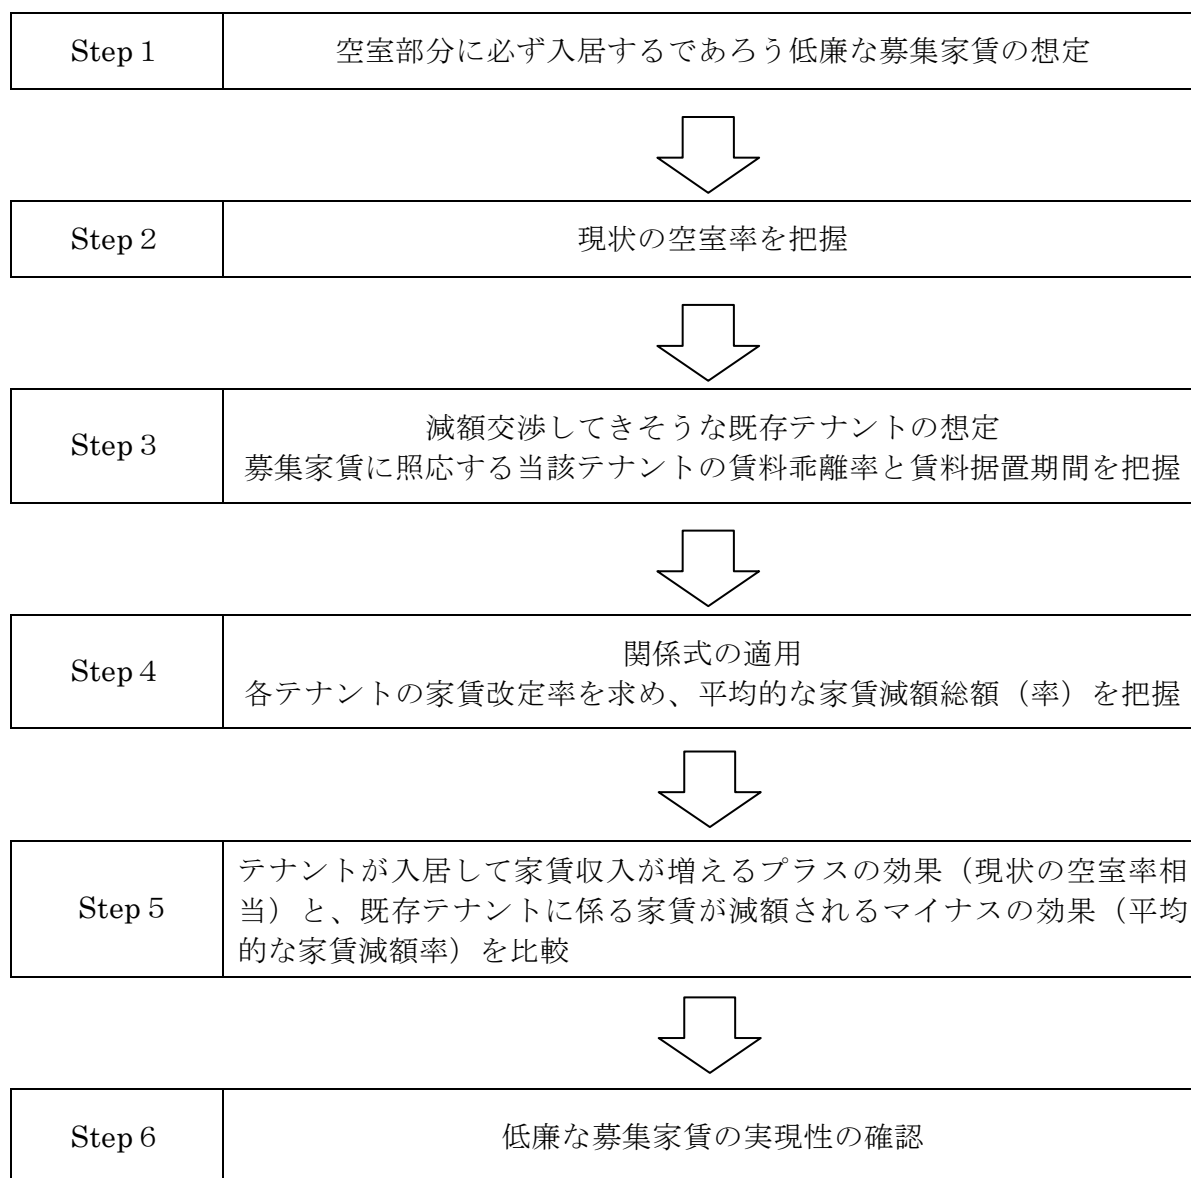 Step 1
空室部分に必ず入居するであろう低廉な募集家賃の想定
Step 2
現状の空室率を把握
Step 3
減額交渉してきそうな既存テナントの想定
募集家賃に照応する当該テナントの賃料乖離率と賃料据置期間を把握
Step 4
関係式の適用
各テナントの家賃改定率を求め、平均的な家賃減額総額（率）を把握
Step 5
テナントが入居して家賃収入が増えるプラスの効果（現状の空室率相
当）と、既存テナントに係る家賃が減額されるマイナスの効果（平均
的な家賃減額率）を比較
Step 6
低廉な募集家賃の実現性の確認